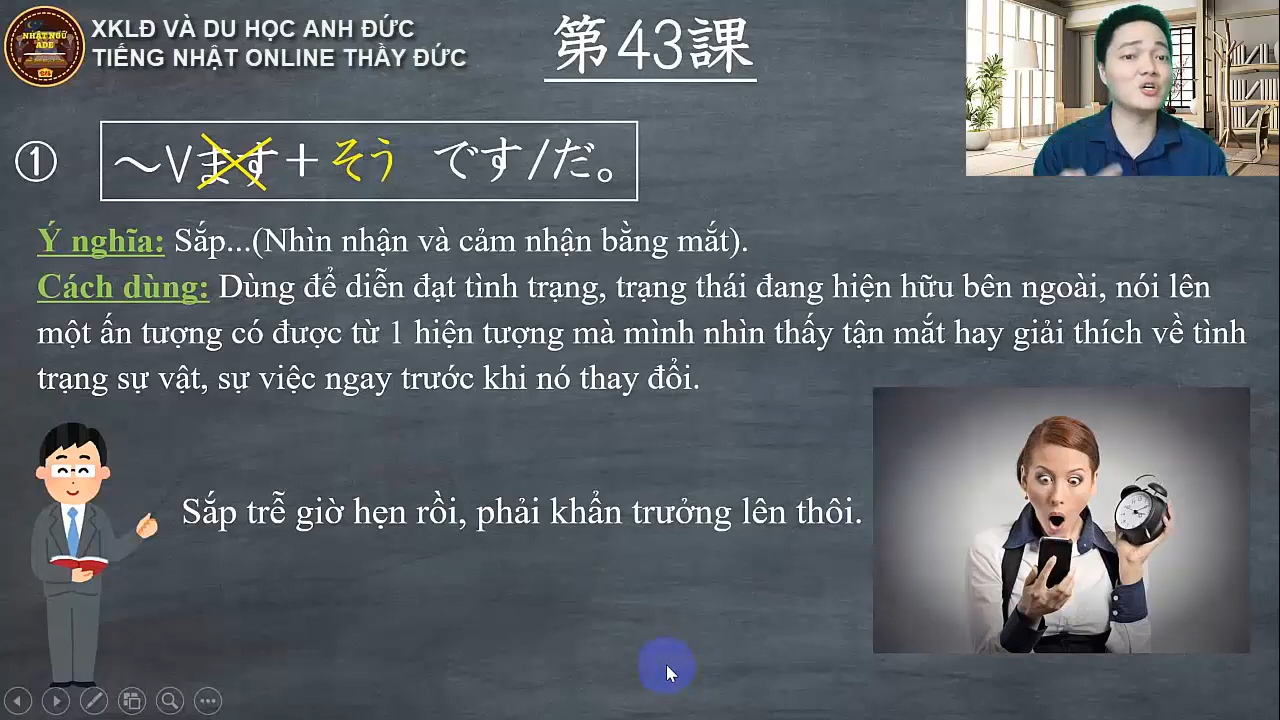 NHẬT NGỮ
ADE
XKLĐ VÀ DU HỌC ANH ĐỨC
TIẾNG NHẬT ONLINE THẦY ĐỨC
第43課
① ~Vます+そう です/だ。
Ý nghĩa: Sắp...(Nhìn nhận và cảm nhận bằng mắt).
Cách dùng: Dùng để diễn đạt tình trạng, trạng thái đang hiện hữu bên ngoài, nói lên
một ấn tượng có được từ 1 hiện tượng mà mình nhìn thấy tận mắt hay giải thích về tình
trạng sự vật, sự việc ngay trước khi nó thay đổi.
Sắp trễ giờ hẹn rồi, phải khẩn trưởng lên thôi.